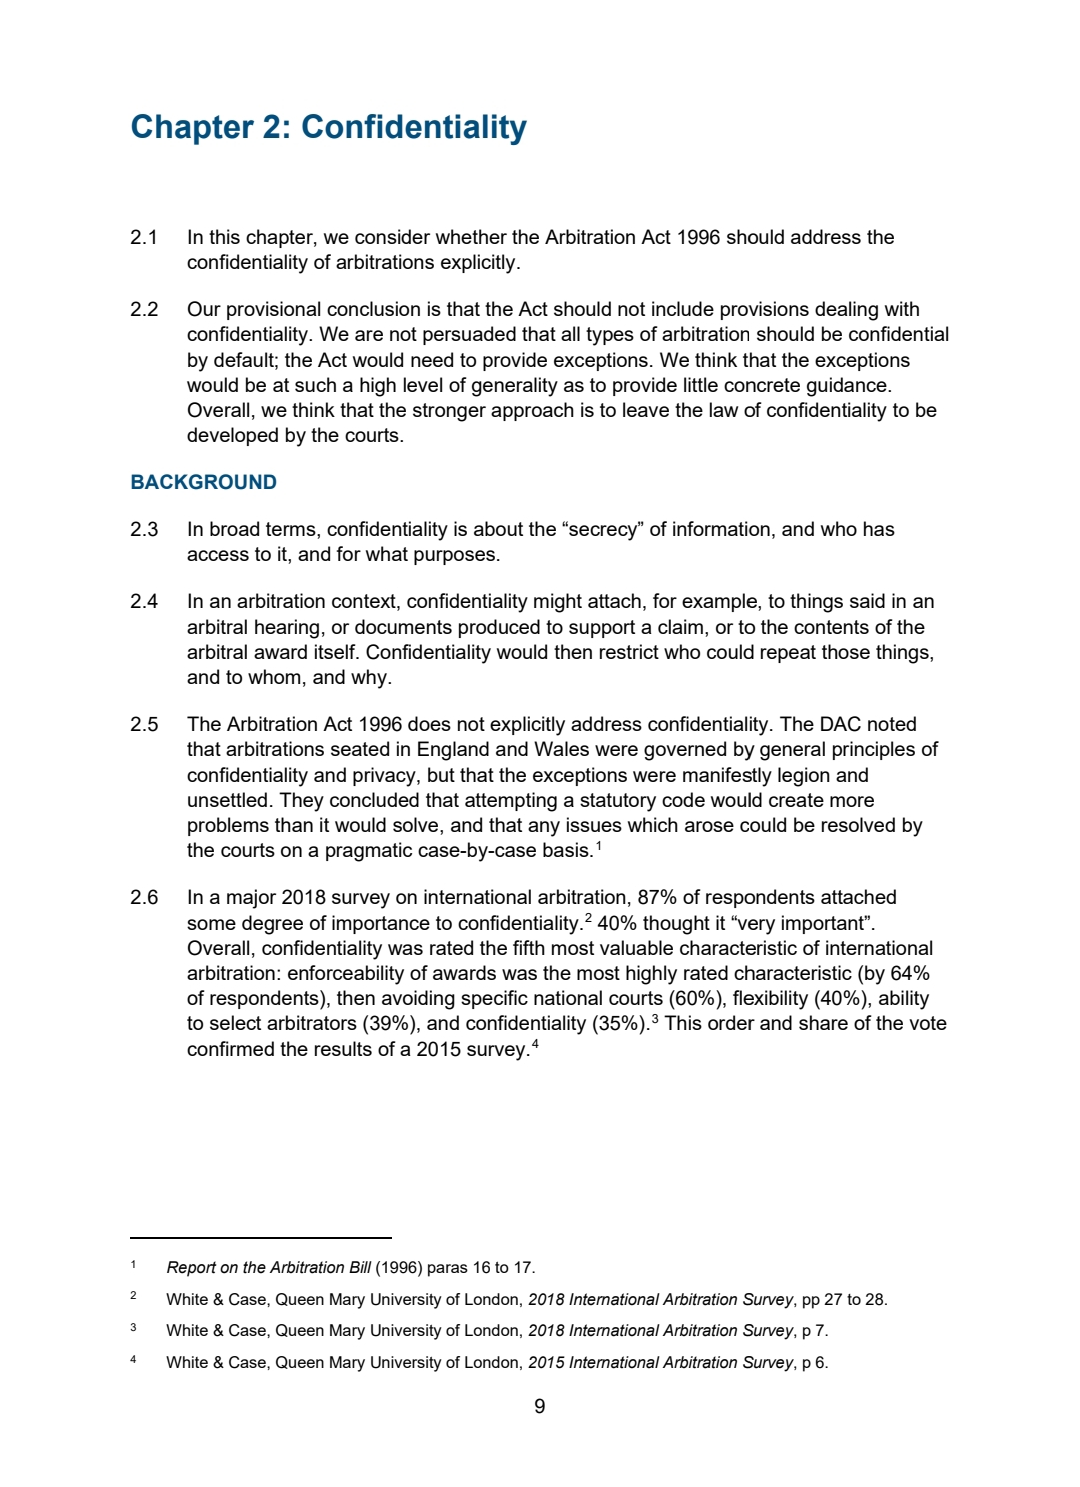 Chapter 2: Confidentiality
2.1 In this chapter, we consider whether the Arbitration Act 1996 should address the
confidentiality of arbitrations explicitly.
2.2 Our provisional conclusion is that the Act should not include provisions dealing with
confidentiality. We are not persuaded that all types of arbitration should be confidential
by default; the Act would need to provide exceptions. We think that the exceptions
would be at such a high level of generality as to provide little concrete guidance.
Overall, we think that the stronger approach is to leave the law of confidentiality to be
developed by the courts.
BACKGROUND
2.3 In broad terms, confidentiality is about the “secrecy” of information, and who has
access to it, and for what purposes.
2.4 In an arbitration context, confidentiality might attach, for example, to things said in an
arbitral hearing, or documents produced to support a claim, or to the contents of the
arbitral award itself. Confidentiality would then restrict who could repeat those things,
and to whom, and why.
2.5 The Arbitration Act 1996 does not explicitly address confidentiality. The DAC noted
that arbitrations seated in England and Wales were governed by general principles of
confidentiality and privacy, but that the exceptions were manifestly legion and
unsettled. They concluded that attempting a statutory code would create more
problems than it would solve, and that any issues which arose could be resolved by
the courts on a pragmatic case-by-case basis.1
2.6 In a major 2018 survey on international arbitration, 87% of respondents attached
some degree of importance to confidentiality.2 40% thought it “very important”.
Overall, confidentiality was rated the fifth most valuable characteristic of international
arbitration: enforceability of awards was the most highly rated characteristic (by 64%
of respondents), then avoiding specific national courts (60%), flexibility (40%), ability
to select arbitrators (39%), and confidentiality (35%).3 This order and share of the vote
confirmed the results of a 2015 survey.4
1 Report on the Arbitration Bill (1996) paras 16 to 17.
2 White & Case, Queen Mary University of London, 2018 International Arbitration Survey, pp 27 to 28.
3 White & Case, Queen Mary University of London, 2018 International Arbitration Survey, p 7.
4 White & Case, Queen Mary University of London, 2015 International Arbitration Survey, p 6.
9